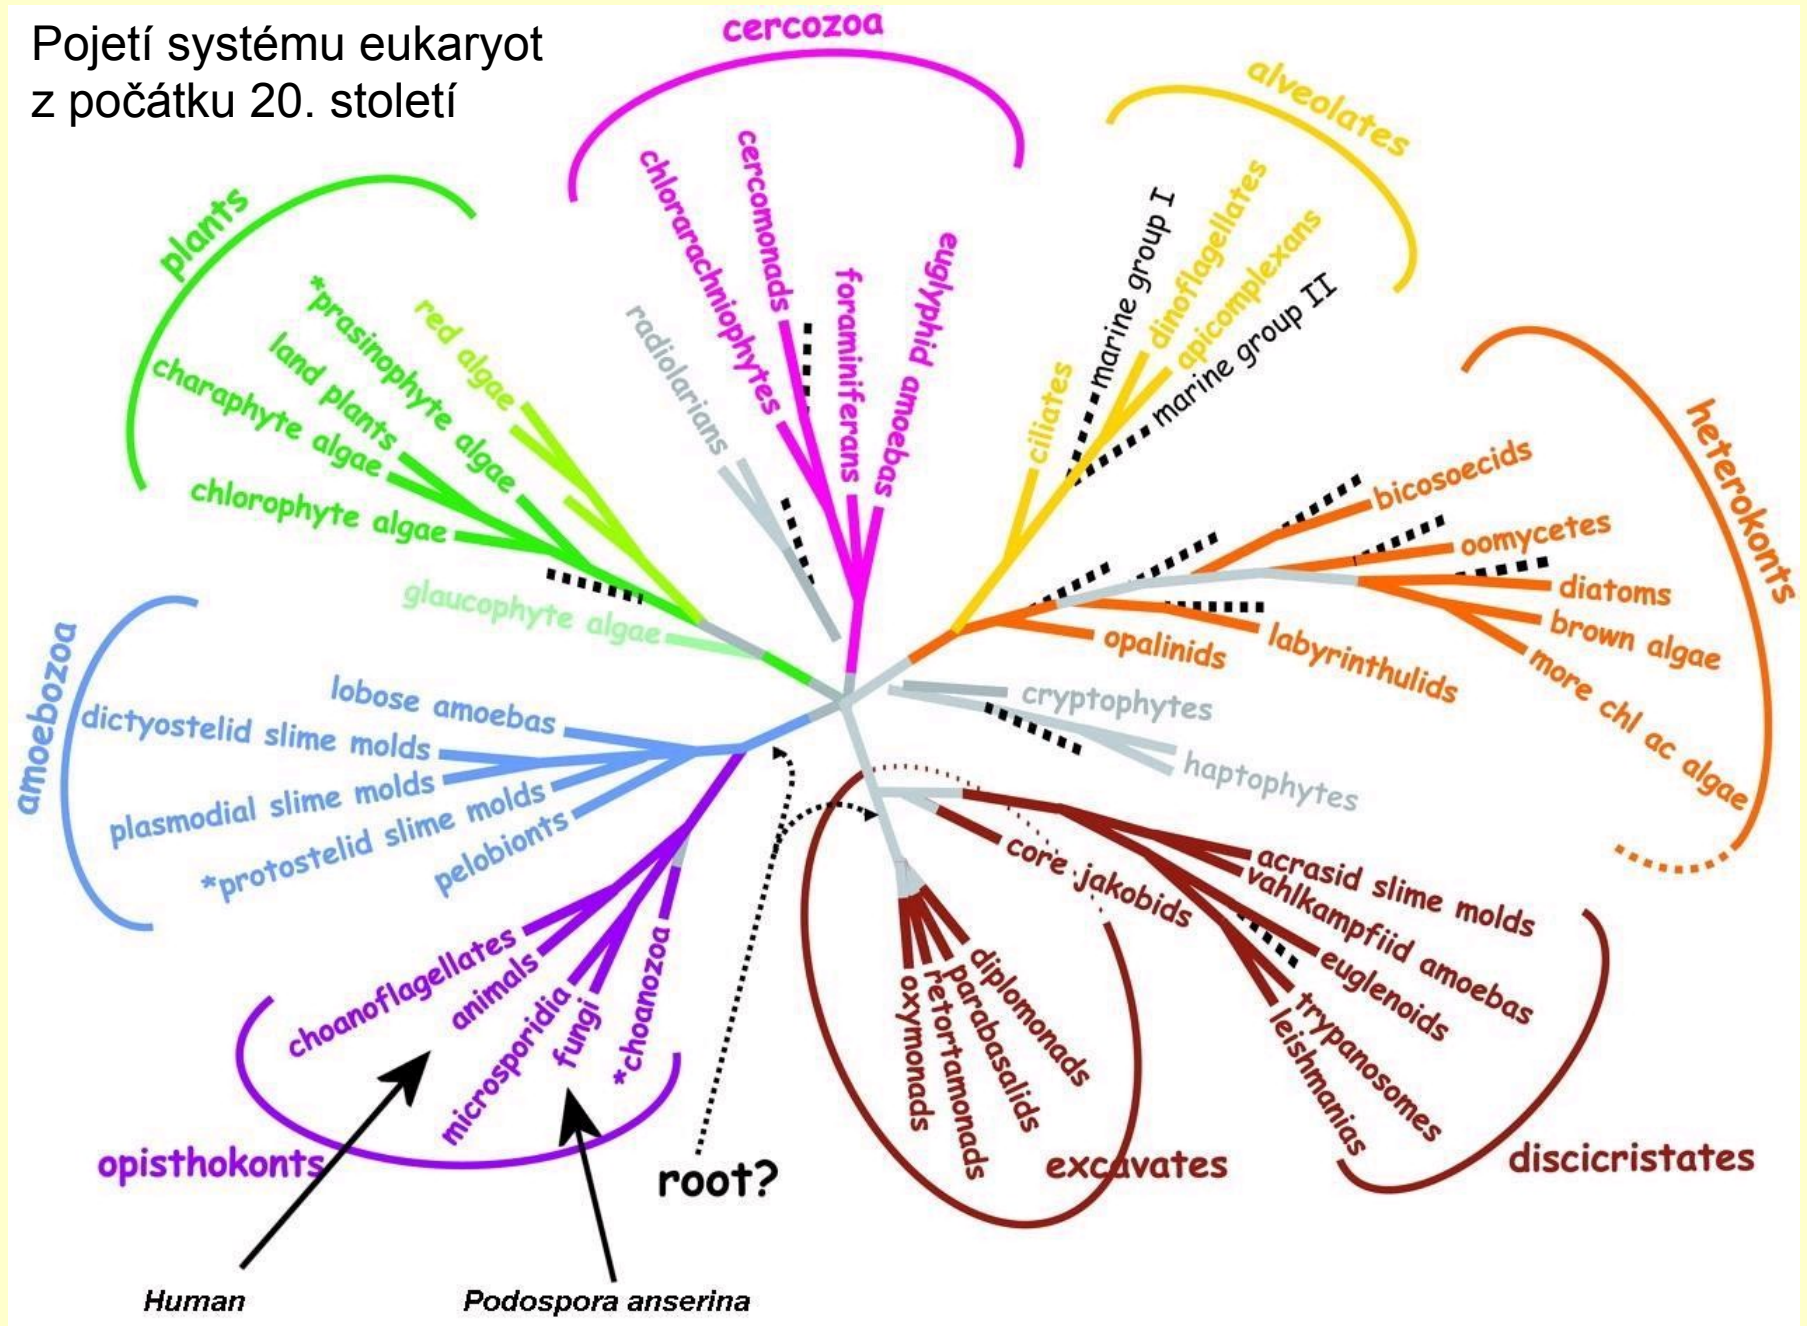 Pojetí systému eukaryot
z počátku 20. století
cercozoa
alveolates
plants
cercomonads
chlorarachniophytes
foraminiferans
euglyphid amoebas
radiolarians
marine group I
dinoflagellates
apicomplexans
marine group II
ciliates
red algae
*prasinophyte algae
land plants
charaphyte algae
chlorophyte algae
glaucophyte algae
heterokonts
bicosoecids
oomycetes
diatoms
brown algae
more chl ac algae
labyrinthulids
opalinids
cryptophytes
haptophytes
amoebozoa
lobose amoebas
dictyostelid slime molds
plasmodial slime molds
*protostelid slime molds
pelobionts
core jakobids
acrasid slime molds
vahlkampfiid amoebas
euglenoids
trypanosomes
leishmanias
diplomonads
parabasalids
retortamonads
oxymonads
choanoflagellates
animals
microsporidia
fungi
*choanozoa
opisthokonts
root?
excavates
discicristates
Human
Podospora anserina